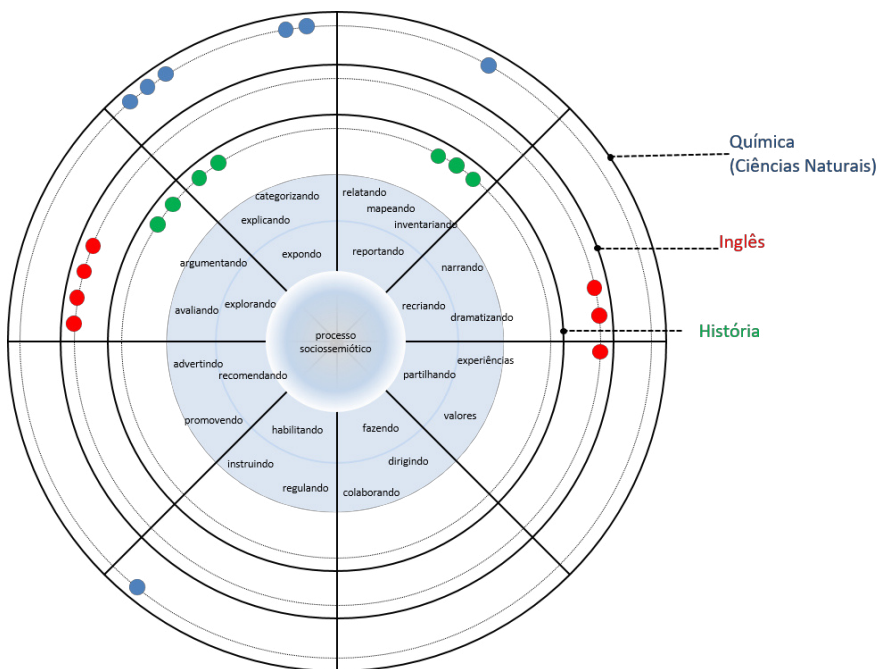 categorizando
relatando
mapeando
explicando
inventariando
expondo
reportando
argumentando
narrando
avaliando
explorando
recriando
dramatizando
processo
sociossemiótico
advertindo
recomendando
experiências
partilhando
promovendo
valores
habilitando
fazendo
instruindo
dirigindo
regulando
colaborando
Química
(Ciências Naturais)
Inglês
História